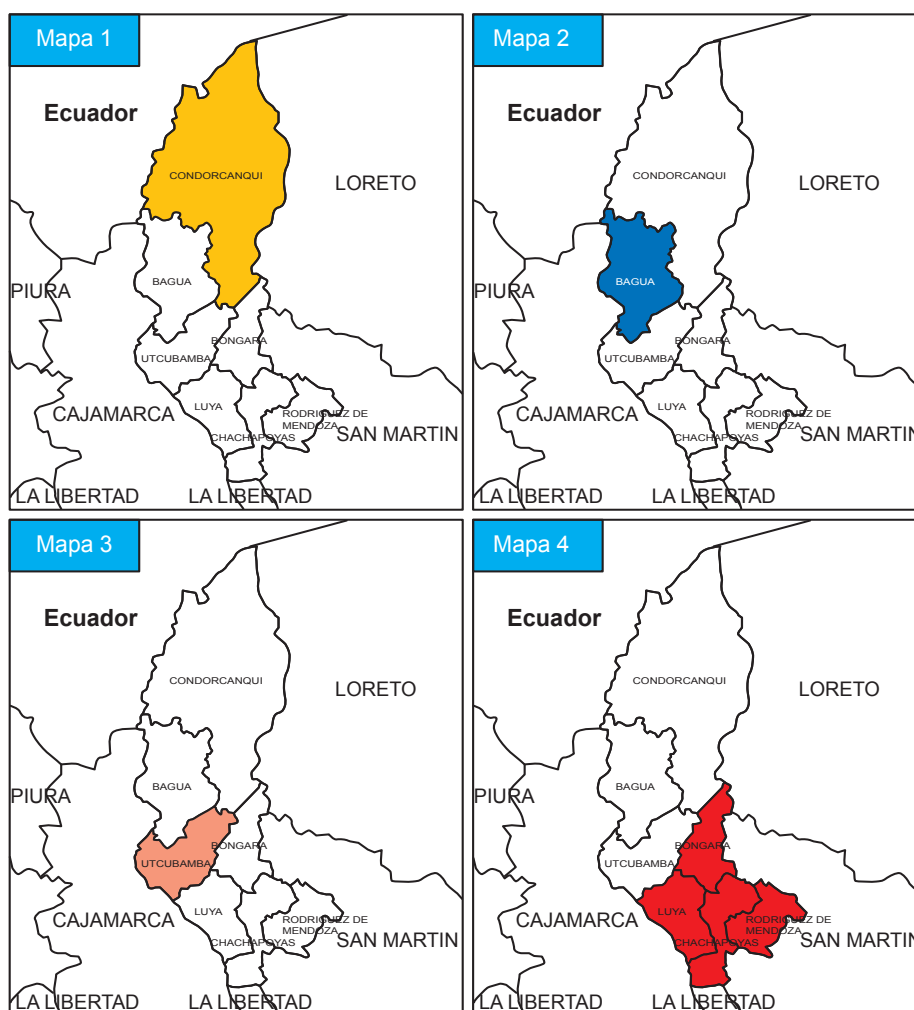 Mapa 1
Ecuador
CONDORCANQUI
LORETO
BAGUA
PIURA
BONGARA
UTCUBAMBA
CAJAMARCA
LUYA
RODRIGUEZ DE
MENDOZA
CHACHAPOYAS
SAN MARTIN
LA LIBERTAD
LA LIBERTAD
Mapa 2
Ecuador
CONDORCANQUI
LORETO
BAGUA
PIURA
BONGARA
UTCUBAMBA
CAJAMARCA
LUYA
RODRIGUEZ DE
MENDOZA
CHACHAPOYAS
SAN MARTIN
LA LIBERTAD
LA LIBERTAD
Mapa 3
Ecuador
CONDORCANQUI
LORETO
BAGUA
PIURA
BONGARA
UTCUBAMBA
CAJAMARCA
LUYA
RODRIGUEZ DE
MENDOZA
CHACHAPOYAS
SAN MARTIN
LA LIBERTAD
LA LIBERTAD
Mapa 4
Ecuador
CONDORCANQUI
LORETO
BAGUA
PIURA
BONGARA
UTCUBAMBA
CAJAMARCA
LUYA
RODRIGUEZ DE
MENDOZA
CHACHAPOYAS
SAN MARTIN
LA LIBERTAD
LA LIBERTAD